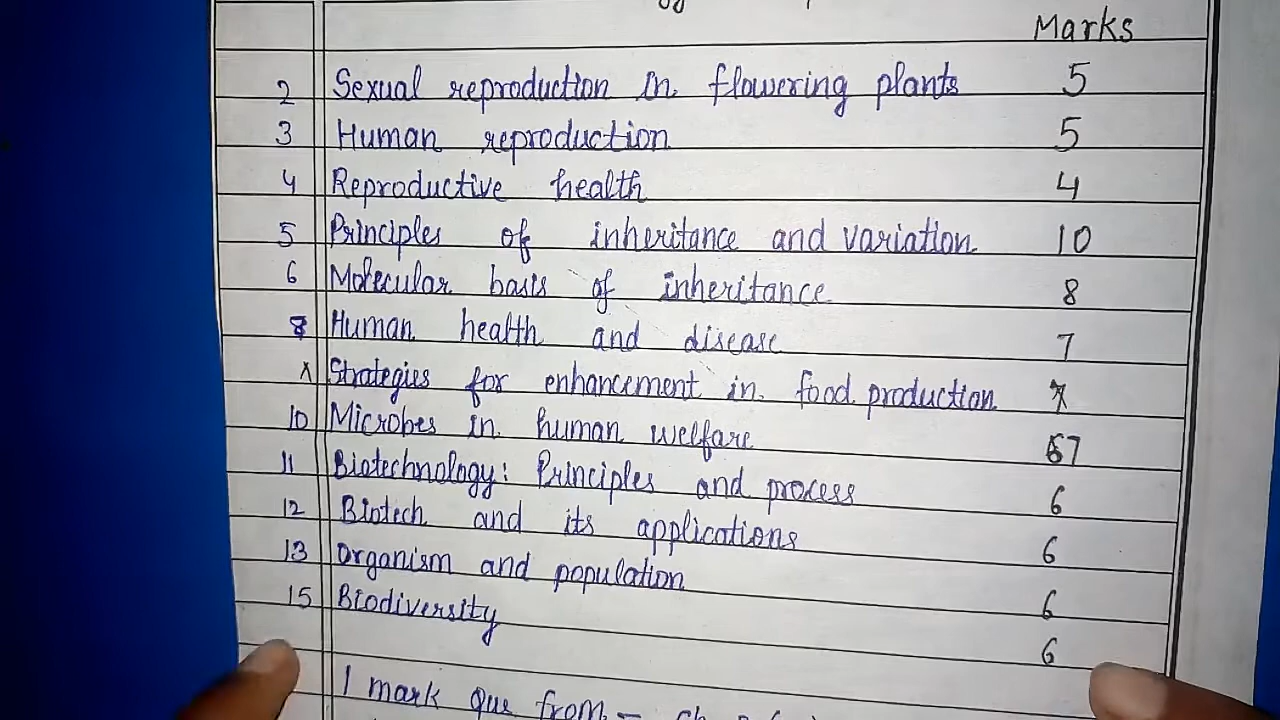 Marks
2 Sexual reproduction in flowering plants 5
3 Human reproduction 5
4 Reproductive health 4
5 Principles of inheritance and variation 10
6 Molecular basis of inheritance 8
8 Human health and disease 7
x Strategies for enhancement in food production
10 Microbes in human welfare 7
11 Biotechnology: Principles and process 6
12 Biotech and its applications 6
13 organism and population 6
15 Biodiversity 6
1 mark que from -